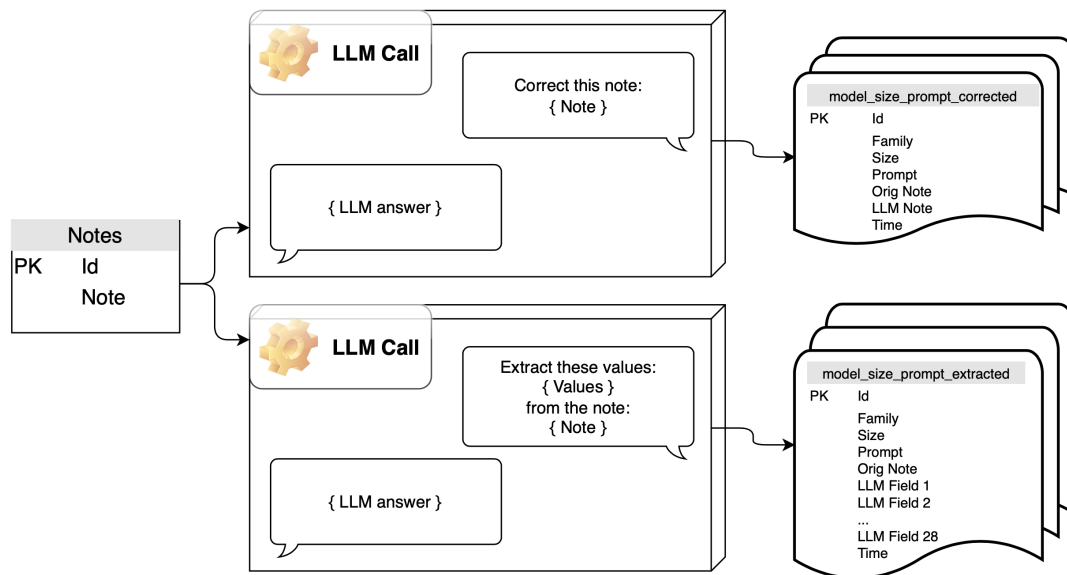 LLM Call
Correct this note:
{ Note }
{ LLM answer }
model_size_prompt_corrected
PK Id
Family
Size
Prompt
Orig Note
LLM Note
Time
Notes
PK Id
Note
LLM Call
Extract these values:
{ Values }
from the note:
{ Note }
{ LLM answer }
model_size_prompt_extracted
PK Id
Family
Size
Prompt
Orig Note
LLM Field 1
LLM Field 2
...
LLM Field 28
Time